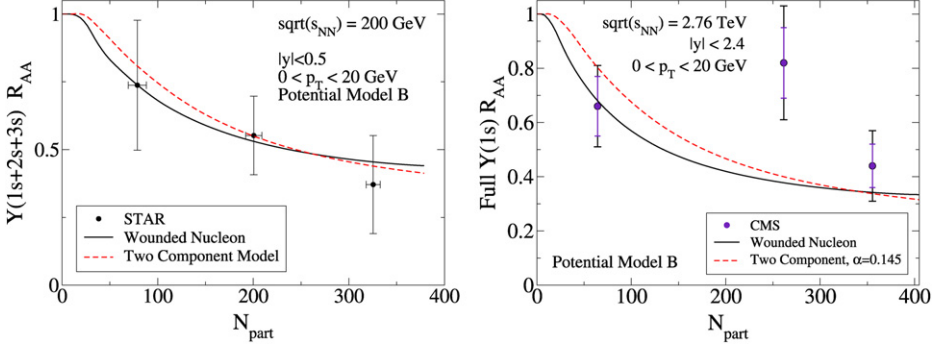 Y(1s+2s+3s) R_AA
1
0.5
0
sqrt(s_NN) = 200 GeV
|y|<0.5
0 < p_T < 20 GeV
Potential Model B
STAR
Wounded Nucleon
Two Component Model
0 100 200 300 400
N_part
Full Y(1s) R_AA
1
0.8
0.6
0.4
0.2
0
sqrt(s_NN) = 2.76 TeV
|y| < 2.4
0 < p_T < 20 GeV
Potential Model B
CMS
Wounded Nucleon
Two Component, α=0.145
0 100 200 300 400
N_part